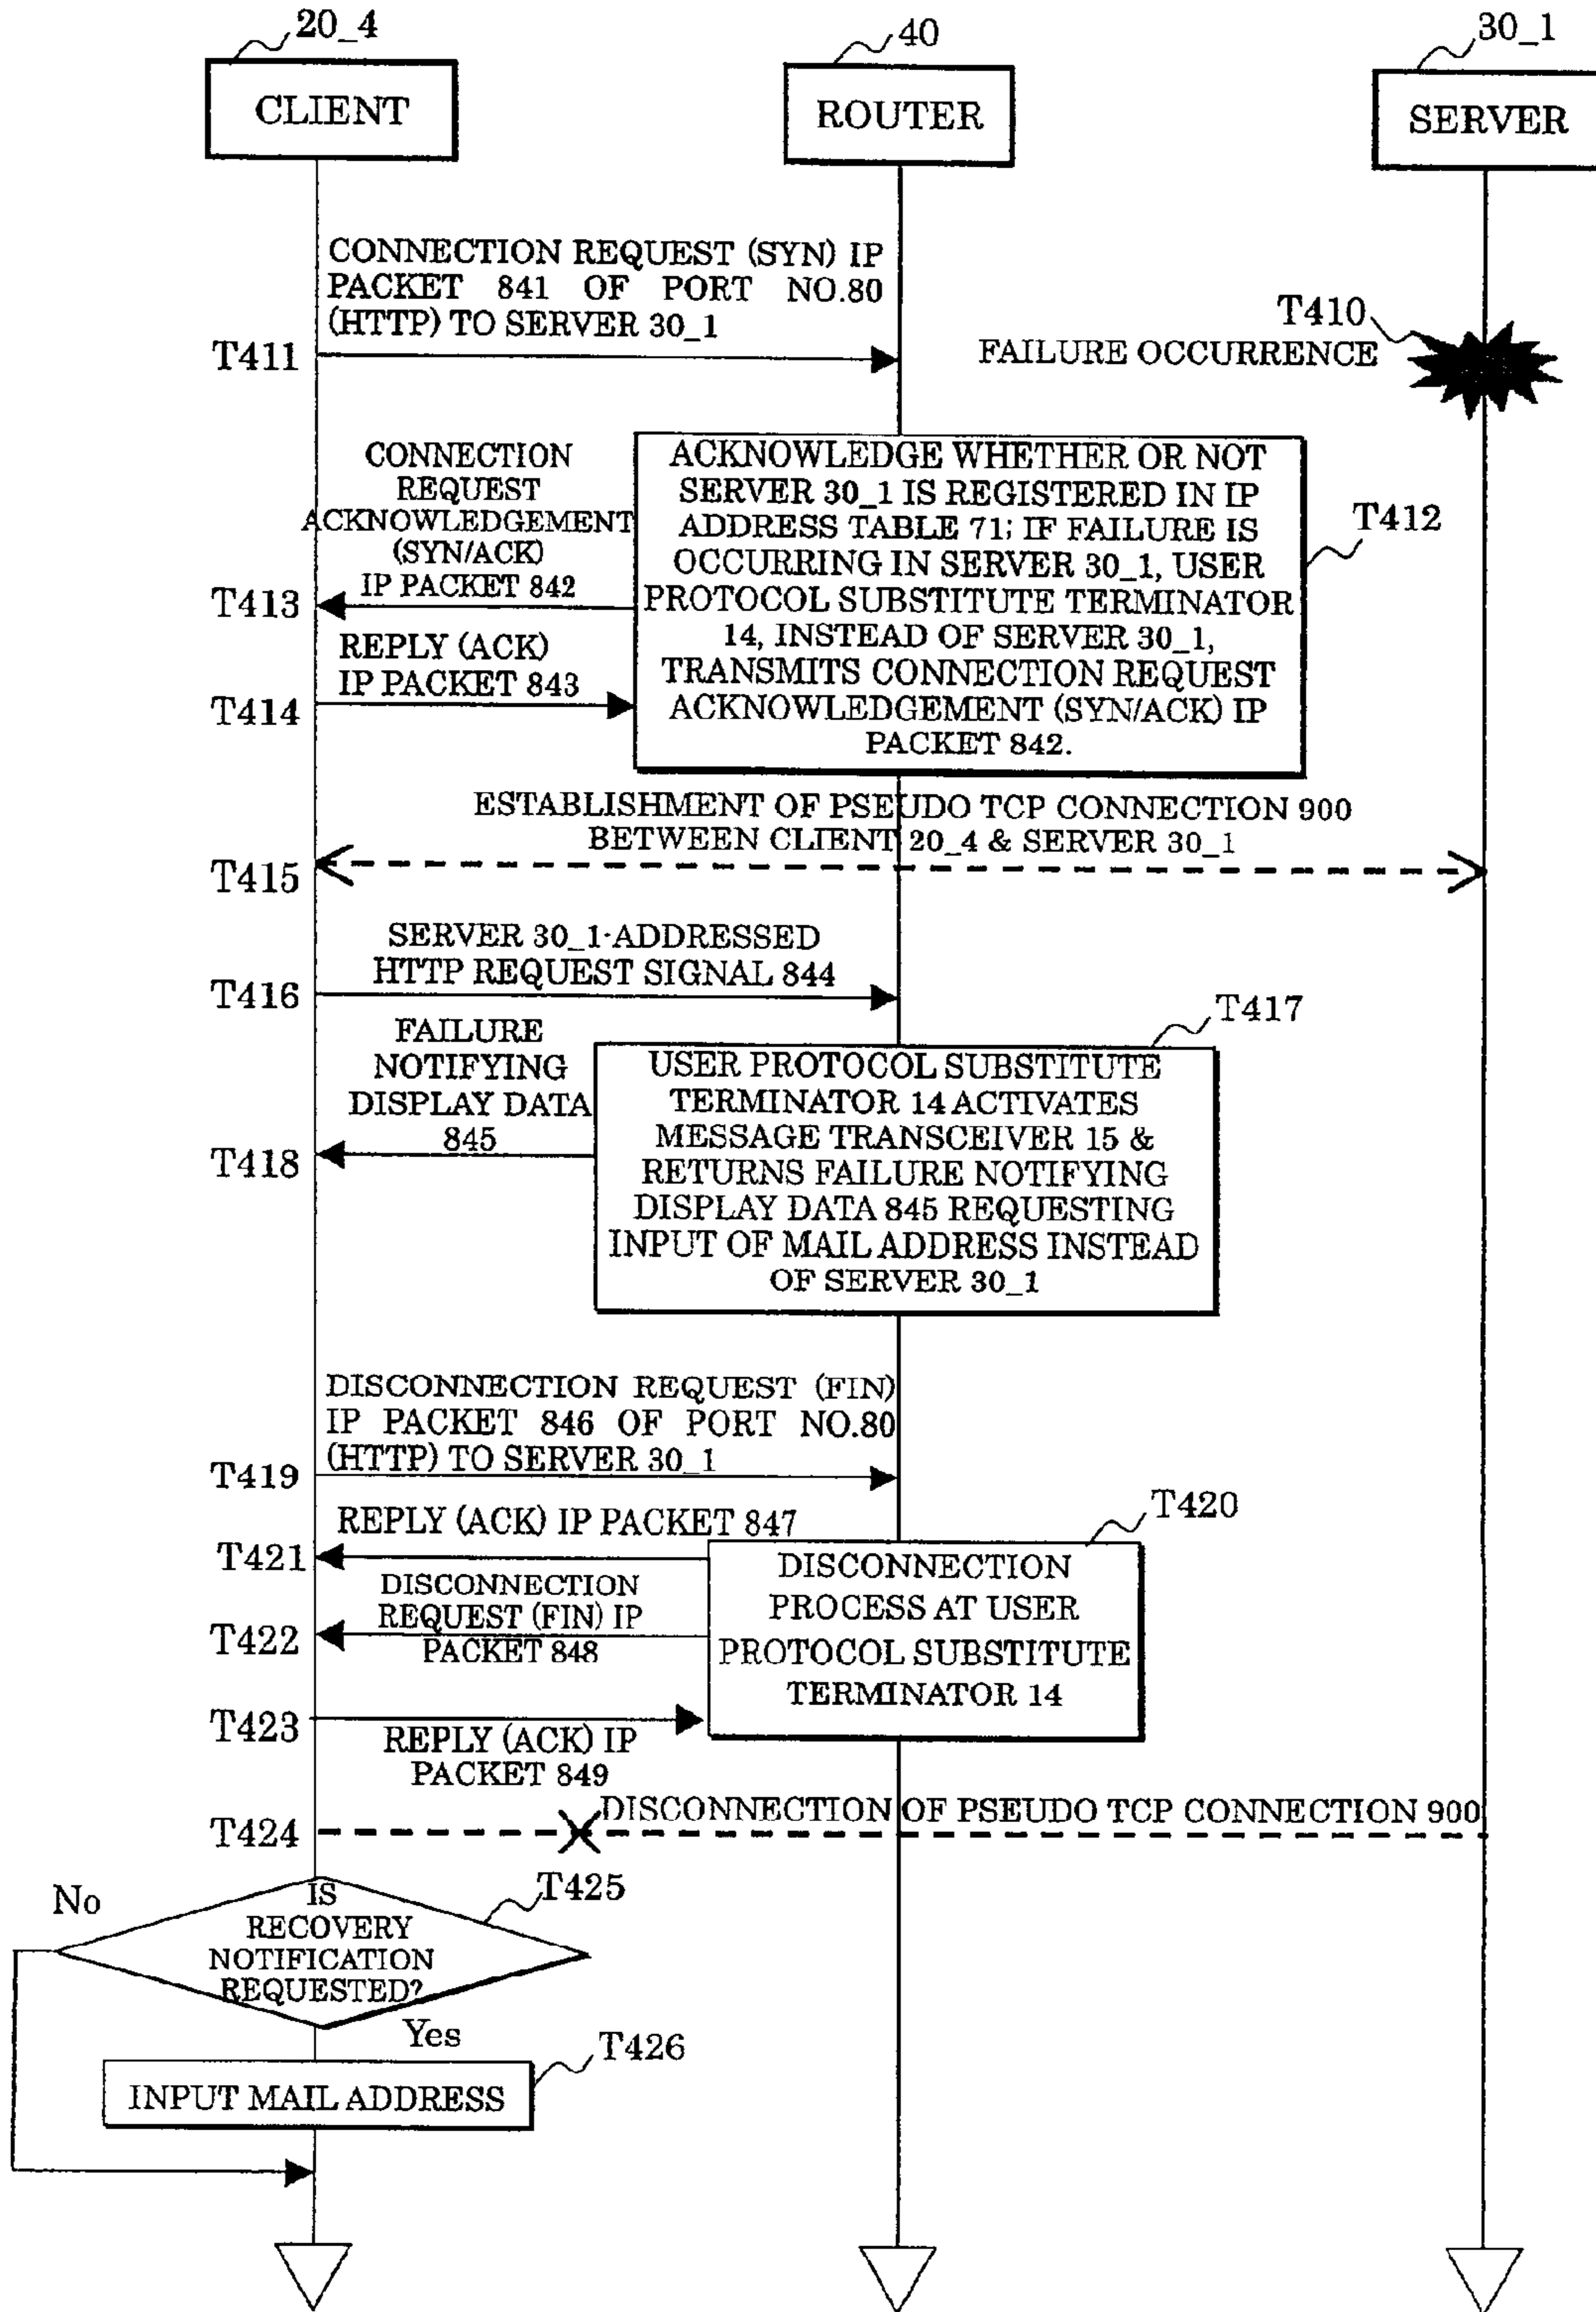 20_4
40
30_1
CLIENT
ROUTER
SERVER
CONNECTION REQUEST (SYN) IP
PACKET 841 OF PORT NO.80
(HTTP) TO SERVER 30_1
T411
T410
FAILURE OCCURRENCE
CONNECTION
REQUEST
ACKNOWLEDGEMENT
(SYN/ACK)
IP PACKET 842
T413
REPLY (ACK)
IP PACKET 843
T414
ACKNOWLEDGE WHETHER OR NOT
SERVER 30_1 IS REGISTERED IN IP
ADDRESS TABLE 71; IF FAILURE IS
OCCURRING IN SERVER 30_1, USER
PROTOCOL SUBSTITUTE TERMINATOR
14, INSTEAD OF SERVER 30_1,
TRANSMITS CONNECTION REQUEST
ACKNOWLEDGEMENT (SYN/ACK) IP
PACKET 842.
T412
ESTABLISHMENT OF PSEUDO TCP CONNECTION 900
BETWEEN CLIENT 20_4 & SERVER 30_1
T415
SERVER 30_1-ADDRESSED
HTTP REQUEST SIGNAL 844
T416
T417
FAILURE
NOTIFYING
DISPLAY DATA
845
T418
USER PROTOCOL SUBSTITUTE
TERMINATOR 14 ACTIVATES
MESSAGE TRANSCEIVER 15 &
RETURNS FAILURE NOTIFYING
DISPLAY DATA 845 REQUESTING
INPUT OF MAIL ADDRESS INSTEAD
OF SERVER 30_1
DISCONNECTION REQUEST (FIN)
IP PACKET 846 OF PORT NO.80
(HTTP) TO SERVER 30_1
T419
REPLY (ACK) IP PACKET 847
T420
T421
DISCONNECTION
REQUEST (FIN) IP
PACKET 848
T422
DISCONNECTION
PROCESS AT USER
PROTOCOL SUBSTITUTE
TERMINATOR 14
T423
REPLY (ACK) IP
PACKET 849
DISCONNECTION OF PSEUDO TCP CONNECTION 900
T424
T425
No
IS
RECOVERY
NOTIFICATION
REQUESTED?
Yes
T426
INPUT MAIL ADDRESS